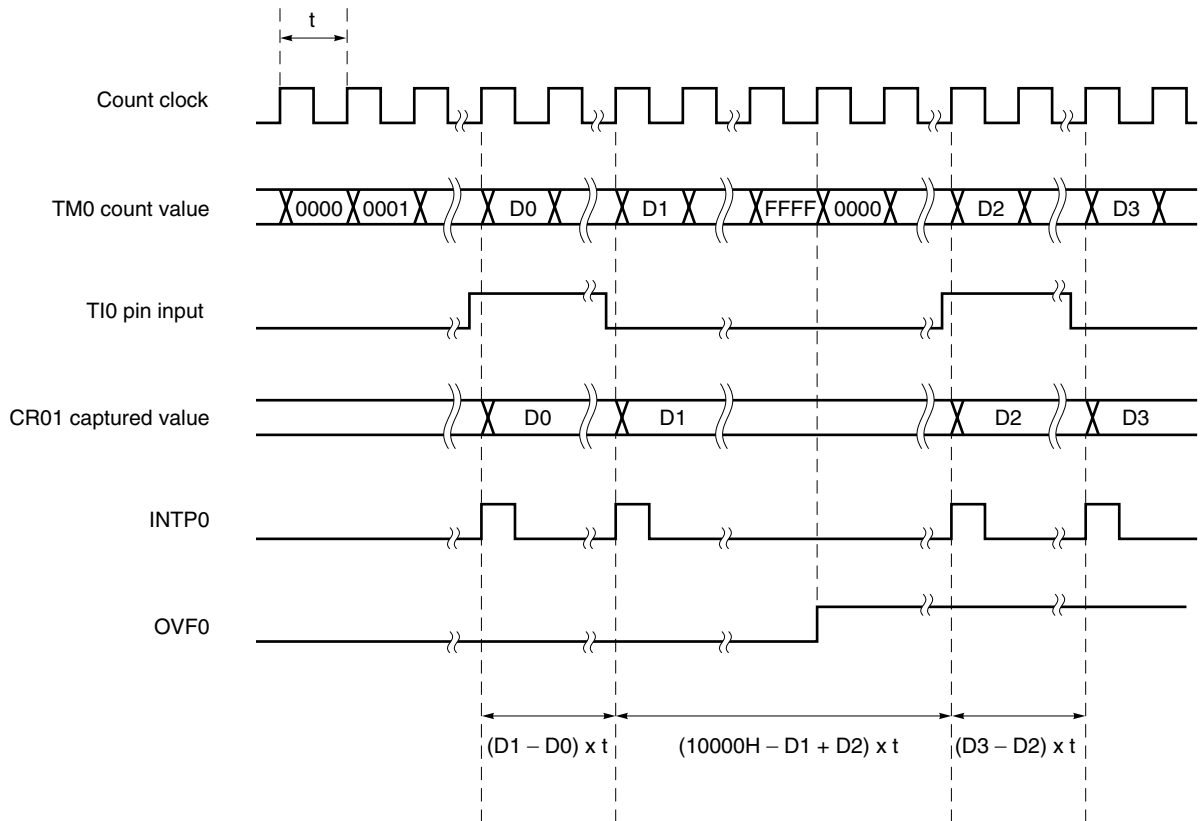 t
Count clock
TM0 count value 0000 0001 D0 D1 FFFF 0000 D2 D3
TI0 pin input
CR01 captured value D0 D1 D2 D3
INTP0
OVF0
(D1 – D0) x t (10000H – D1 + D2) x t (D3 – D2) x t